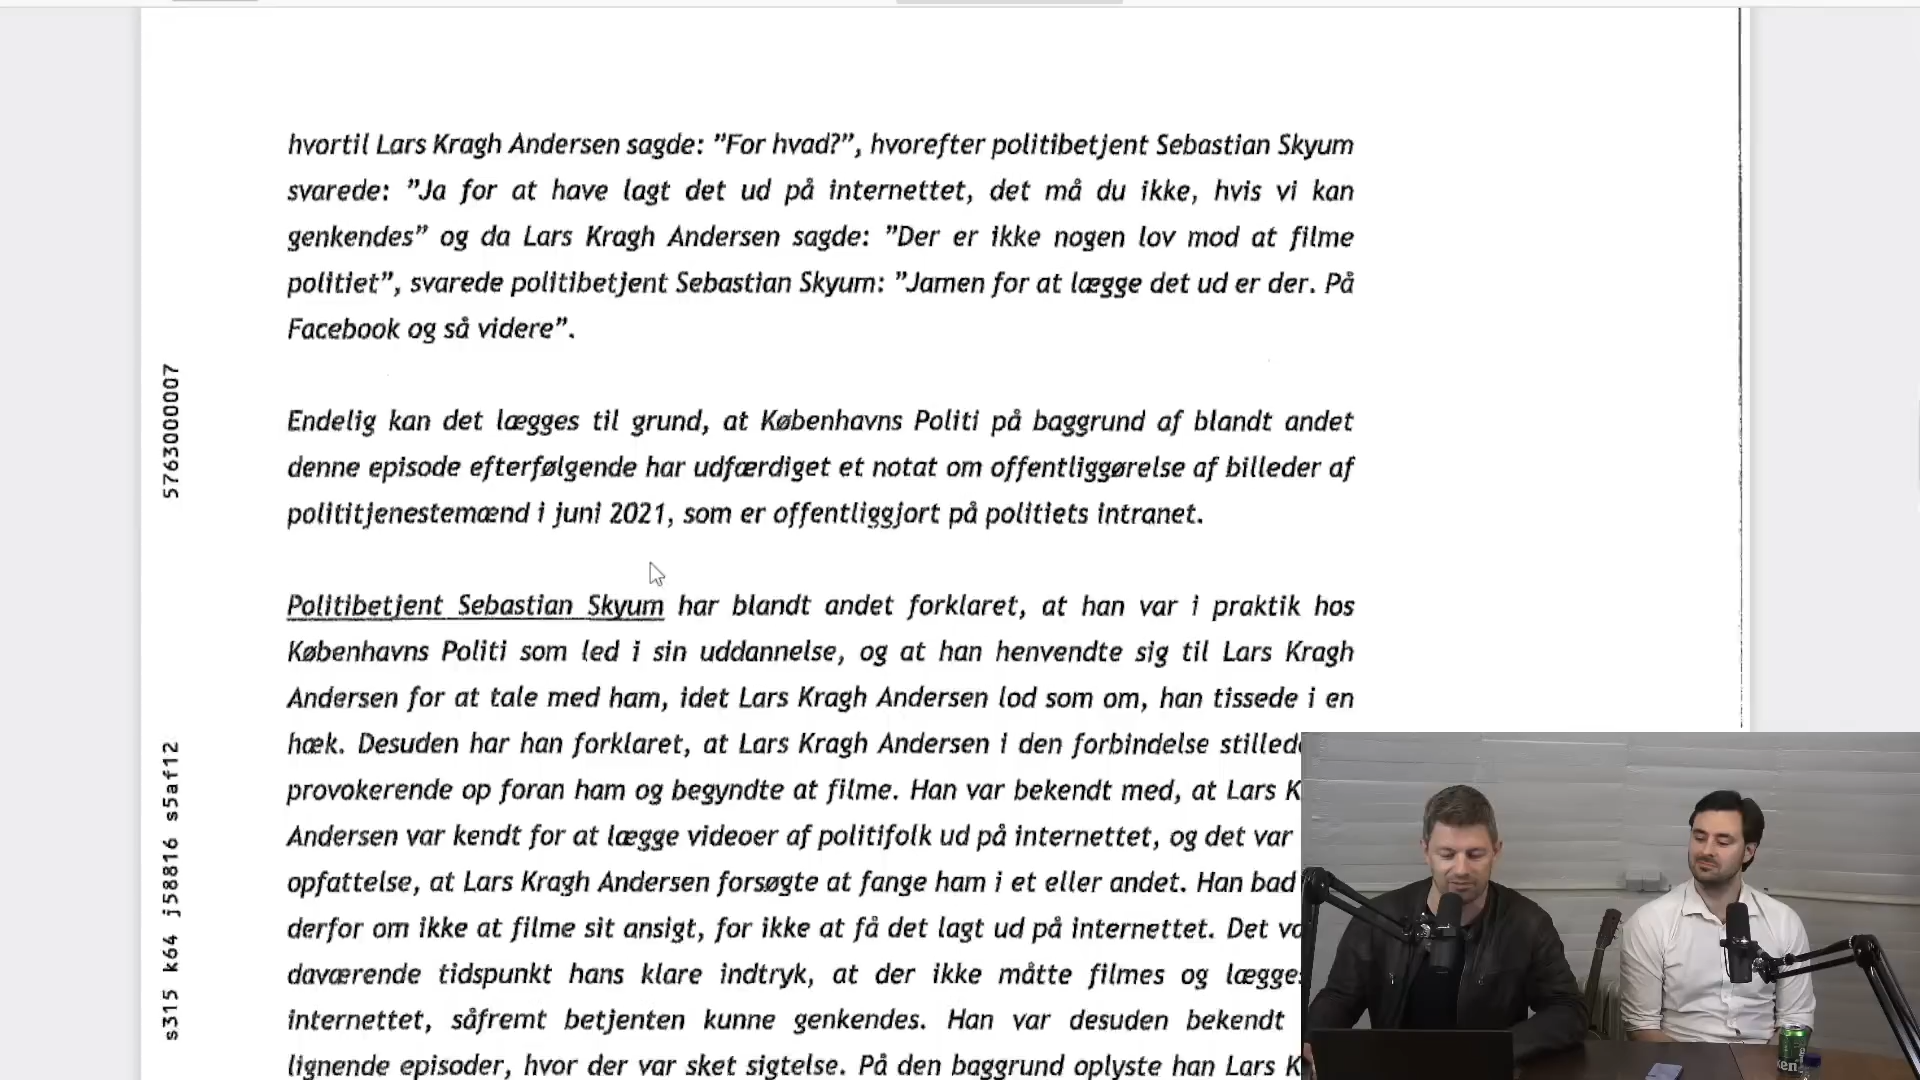 hvortil Lars Kragh Andersen sagde: ”For hvad?”, hvorefter politibetjent Sebastian Skyum
svarede: ”Ja for at have lagt det ud på internettet, det må du ikke, hvis vi kan
genkendes” og da Lars Kragh Andersen sagde: ”Der er ikke nogen lov mod at filme
politiet”, svarede politibetjent Sebastian Skyum: ”Jamen for at lægge det ud er der. På
Facebook og så videre”.
Endelig kan det lægges til grund, at Københavns Politi på baggrund af blandt andet
denne episode efterfølgende har udfærdiget et notat om offentliggørelse af billeder af
polititjenestemænd i juni 2021, som er offentliggjort på politiets intranet.
Politibetjent Sebastian Skyum har blandt andet forklaret, at han var i praktik hos
Københavns Politi som led i sin uddannelse, og at han henvendte sig til Lars Kragh
Andersen for at tale med ham, idet Lars Kragh Andersen lod som om, han tissede i en
hæk. Desuden har han forklaret, at Lars Kragh Andersen i den forbindelse stillede
provokerende op foran ham og begyndte at filme. Han var bekendt med, at Lars K
Andersen var kendt for at lægge videoer af politifolk ud på internettet, og det var
opfattelse, at Lars Kragh Andersen forsøgte at fange ham i et eller andet. Han bad
derfor om ikke at filme sit ansigt, for ikke at få det lagt ud på internettet. Det
daværende tidspunkt hans klare indtryk, at der ikke måtte filmes og lægges
internettet, såfremt betjenten kunne genkendes. Han var desuden bekendt
lignende episoder, hvor der var sket sigtelse. På den baggrund oplyste han Lars K
5763000007
s315 k64 j58816 s5af12